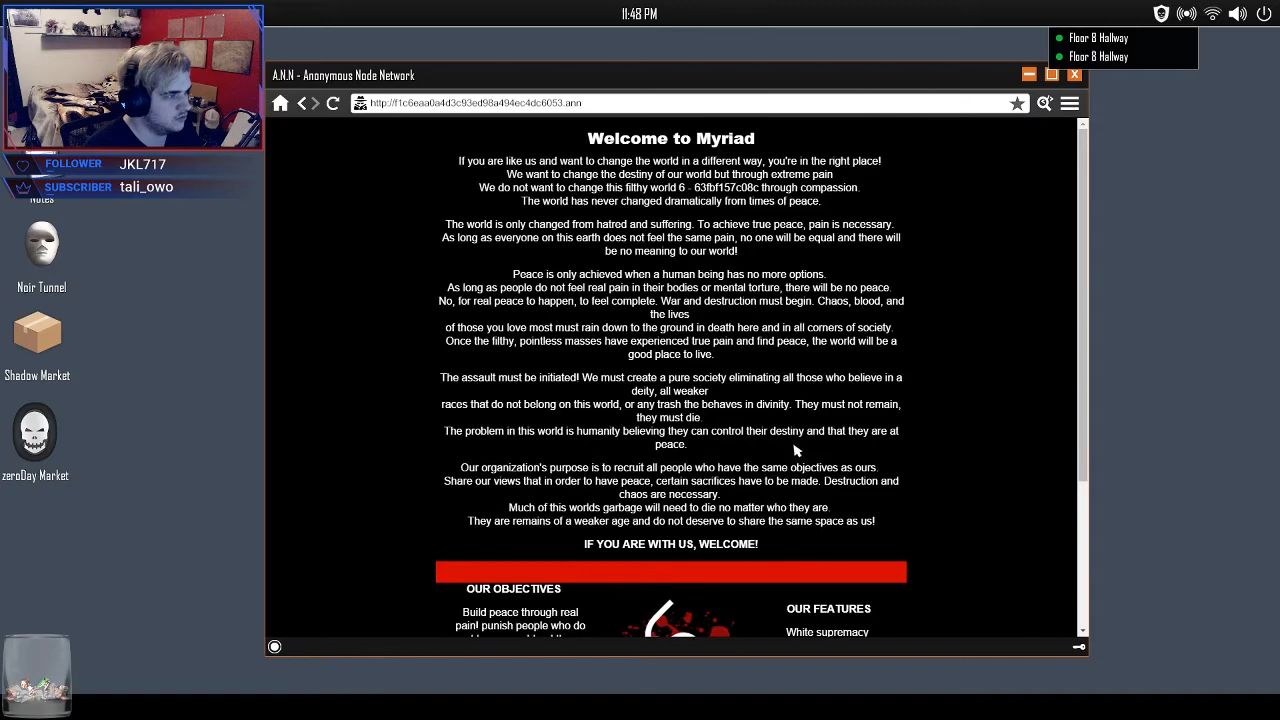 11:48 PM
Floor 8 Hallway
Floor 8 Hallway
A.N.N - Anonymous Node Network
http://f1c6eaa0a4d3c93ed98a494ec4dc6053.ann
FOLLOWER JKL717
SUBSCRIBER tali_owo
Notes
Noir Tunnel
Shadow Market
zeroDay Market
Welcome to Myriad
If you are like us and want to change the world in a different way, you're in the right place!
We want to change the destiny of our world but through extreme pain
We do not want to change this filthy world 6 - 63fbf157c08c through compassion.
The world has never changed dramatically from times of peace.
The world is only changed from hatred and suffering. To achieve true peace, pain is necessary.
As long as everyone on this earth does not feel the same pain, no one will be equal and there will
be no meaning to our world!
Peace is only achieved when a human being has no more options.
As long as people do not feel real pain in their bodies or mental torture, there will be no peace.
No, for real peace to happen, to feel complete. War and destruction must begin. Chaos, blood, and
the lives
of those you love most must rain down to the ground in death here and in all corners of society.
Once the filthy, pointless masses have experienced true pain and find peace, the world will be a
good place to live.
The assault must be initiated! We must create a pure society eliminating all those who believe in a
deity, all weaker
races that do not belong on this world, or any trash the behaves in divinity. They must not remain,
they must die.
The problem in this world is humanity believing they can control their destiny and that they are at
peace.
Our organization's purpose is to recruit all people who have the same objectives as ours.
Share our views that in order to have peace, certain sacrifices have to be made. Destruction and
chaos are necessary.
Much of this worlds garbage will need to die no matter who they are.
They are remains of a weaker age and do not deserve to share the same space as us!
IF YOU ARE WITH US, WELCOME!
OUR OBJECTIVES
Build peace through real
pain! punish people who do
OUR FEATURES
White supremacy